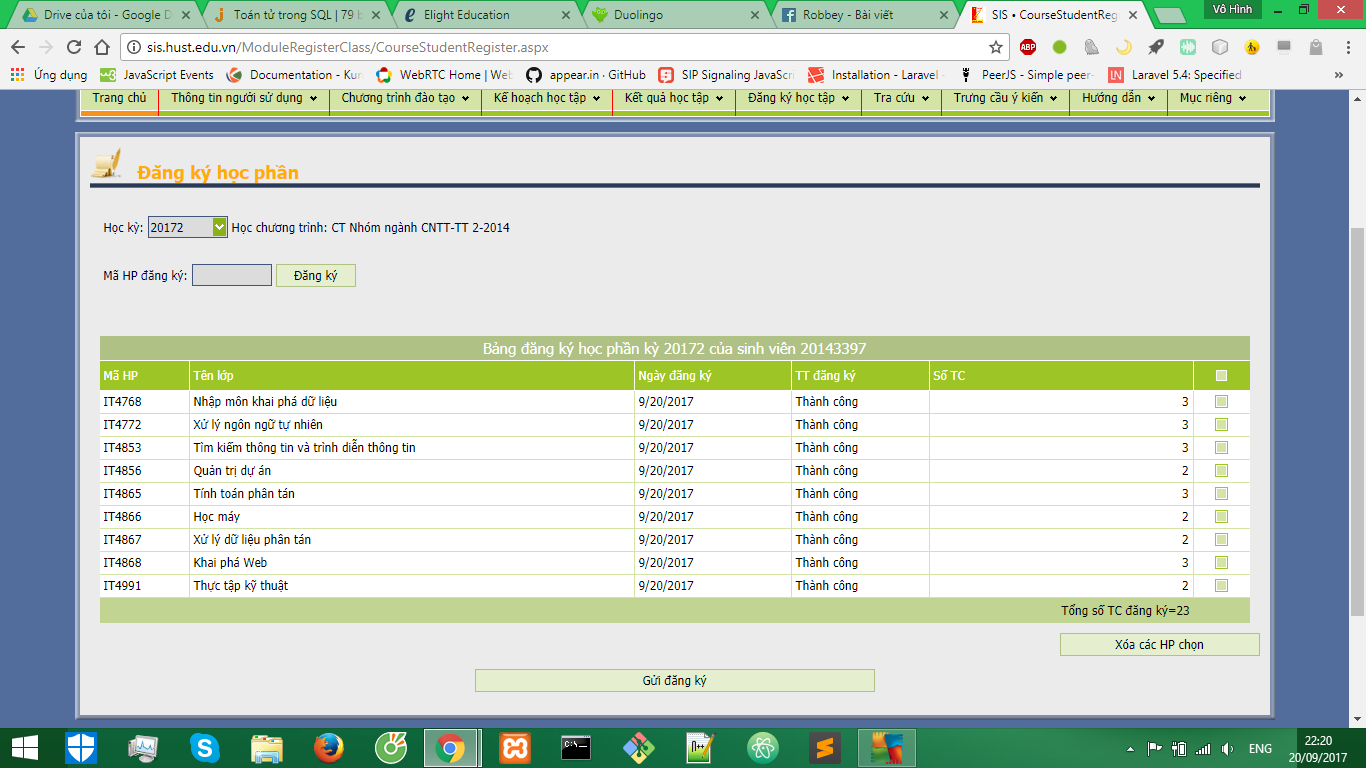 Drive của tôi - Google D
Toán tử trong SQL | 79 b
Elight Education
Duolingo
Robbey - Bài viết
SIS • CourseStudentReg
Vô Hình
sis.hust.edu.vn/ModuleRegisterClass/CourseStudentRegister.aspx
ABP
Ứng dụng JavaScript Events Documentation - Kur WebRTC Home | Web appear.in · GitHub SIP Signaling JavaScri Installation - Laravel PeerJS - Simple peer- LN Laravel 5.4: Specified »
Trang chủ Thông tin người sử dụng Chương trình đào tạo Kế hoạch học tập Kết quả học tập Đăng ký học tập Tra cứu Trưng cầu ý kiến Hướng dẫn Mục riêng
Đăng ký học phần
Học kỳ: 20172 Học chương trình: CT Nhóm ngành CNTT-TT 2-2014
Mã HP đăng ký: Đăng ký
Bảng đăng ký học phần kỳ 20172 của sinh viên 20143397
Mã HP Tên lớp Ngày đăng ký TT đăng ký Số TC
IT4768 Nhập môn khai phá dữ liệu 9/20/2017 Thành công 3
IT4772 Xử lý ngôn ngữ tự nhiên 9/20/2017 Thành công 3
IT4853 Tìm kiếm thông tin và trình diễn thông tin 9/20/2017 Thành công 3
IT4856 Quản trị dự án 9/20/2017 Thành công 2
IT4865 Tính toán phân tán 9/20/2017 Thành công 3
IT4866 Học máy 9/20/2017 Thành công 2
IT4867 Xử lý dữ liệu phân tán 9/20/2017 Thành công 2
IT4868 Khai phá Web 9/20/2017 Thành công 3
IT4991 Thực tập kỹ thuật 9/20/2017 Thành công 2
Tổng số TC đăng ký=23
Xóa các HP chọn
Gửi đăng ký
ENG
22:20
20/09/2017